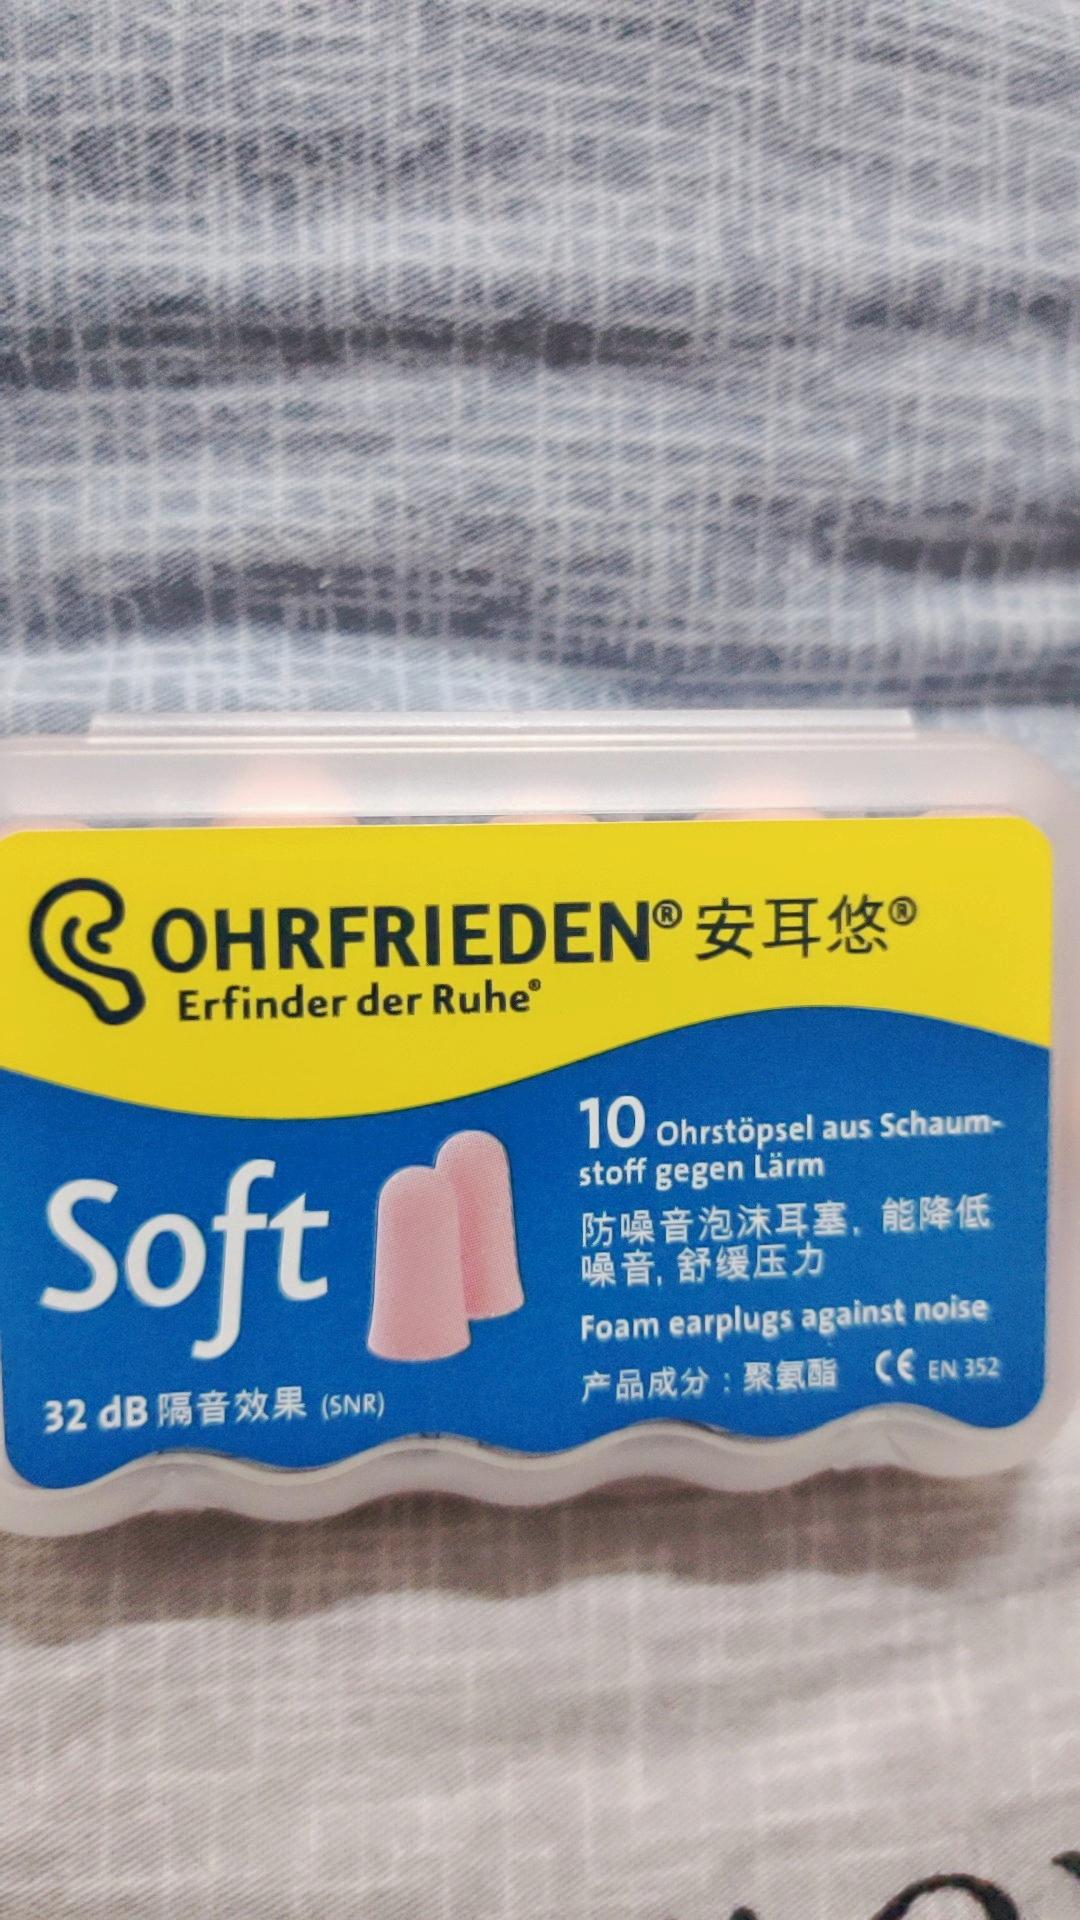 OHRFRIEDEN® 安耳悠®
Erfinder der Ruhe®
Soft
32 dB 隔音效果 (SNR)
10 Ohrstöpsel aus Schaum-
stoff gegen Lärm
防噪音泡沫耳塞，能降低
噪音，舒缓压力
Foam earplugs against noise
产品成分：聚氨酯 CE EN 352